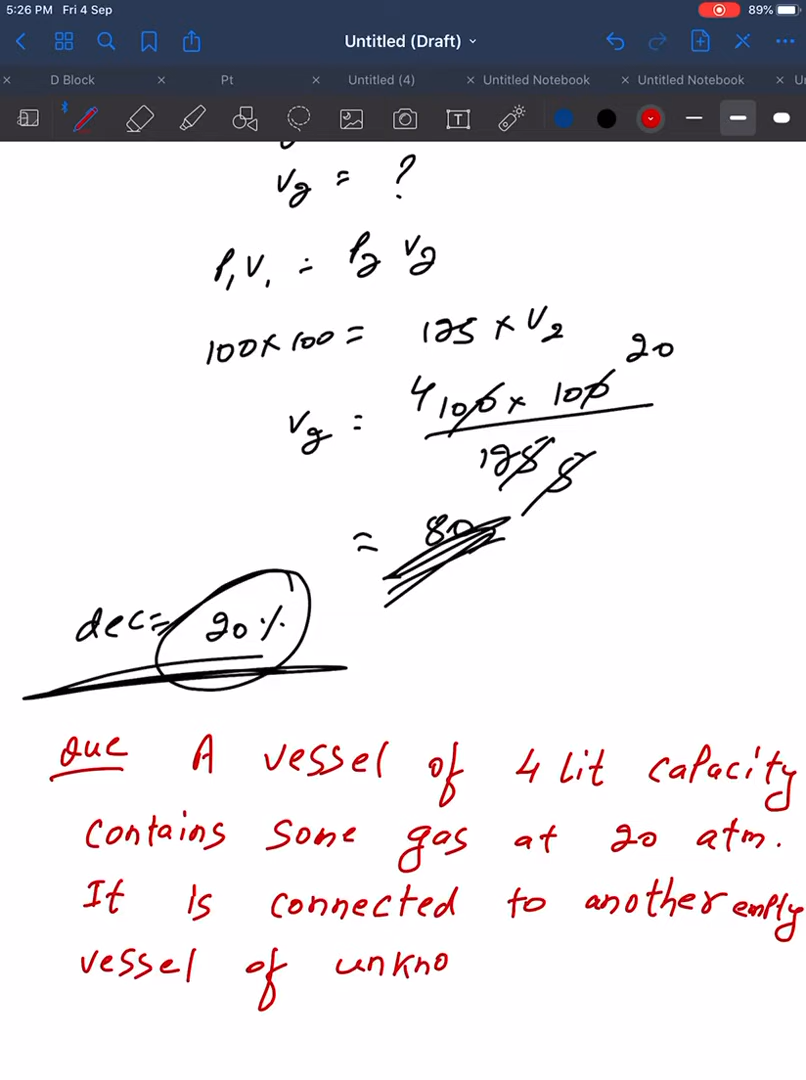 5:26 PM Fri 4 Sep 89%
Untitled (Draft)
D Block Pt Untitled (4) Untitled Notebook Untitled Notebook
V2 = ?
P1V1 = P2 V2
100 x 100 = 125 x V2
20
V2 = 4 100 x 100
125 5
= 80
dec = 20%
Que A vessel of 4 lit capacity
contains some gas at 20 atm.
It is connected to another empty
vessel of unkno